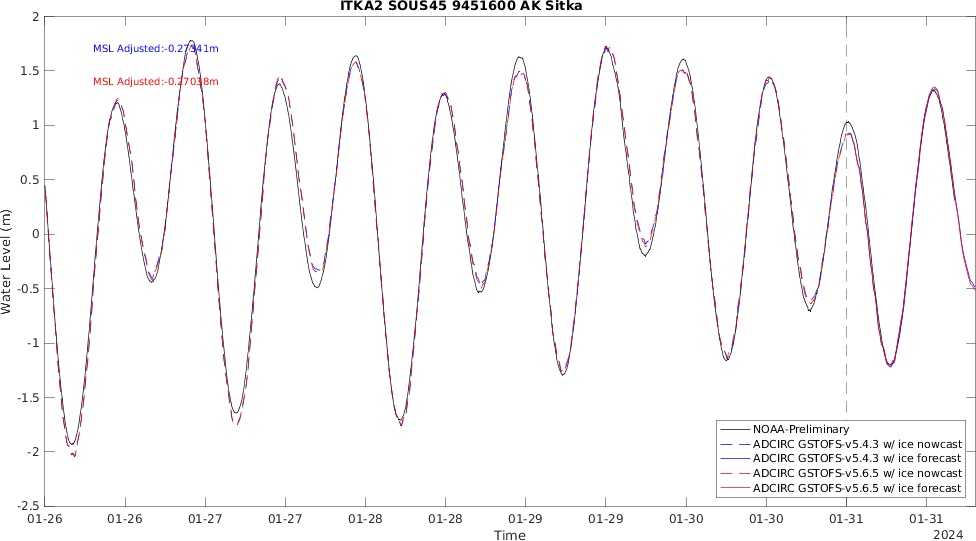 ITKA2 SOUS45 9451600 AK Sitka
MSL Adjusted:-0.27341m
MSL Adjusted:-0.27038m
2
1.5
1
0.5
0
-0.5
-1
-1.5
-2
-2.5
Water Level (m)
NOAA-Preliminary
ADCIRC GSTOFS-v5.4.3 w/ ice nowcast
ADCIRC GSTOFS-v5.4.3 w/ ice forecast
ADCIRC GSTOFS-v5.6.5 w/ ice nowcast
ADCIRC GSTOFS-v5.6.5 w/ ice forecast
01-26 01-26 01-27 01-27 01-28 01-28 01-29 01-29 01-30 01-30 01-31 01-31
2024
Time